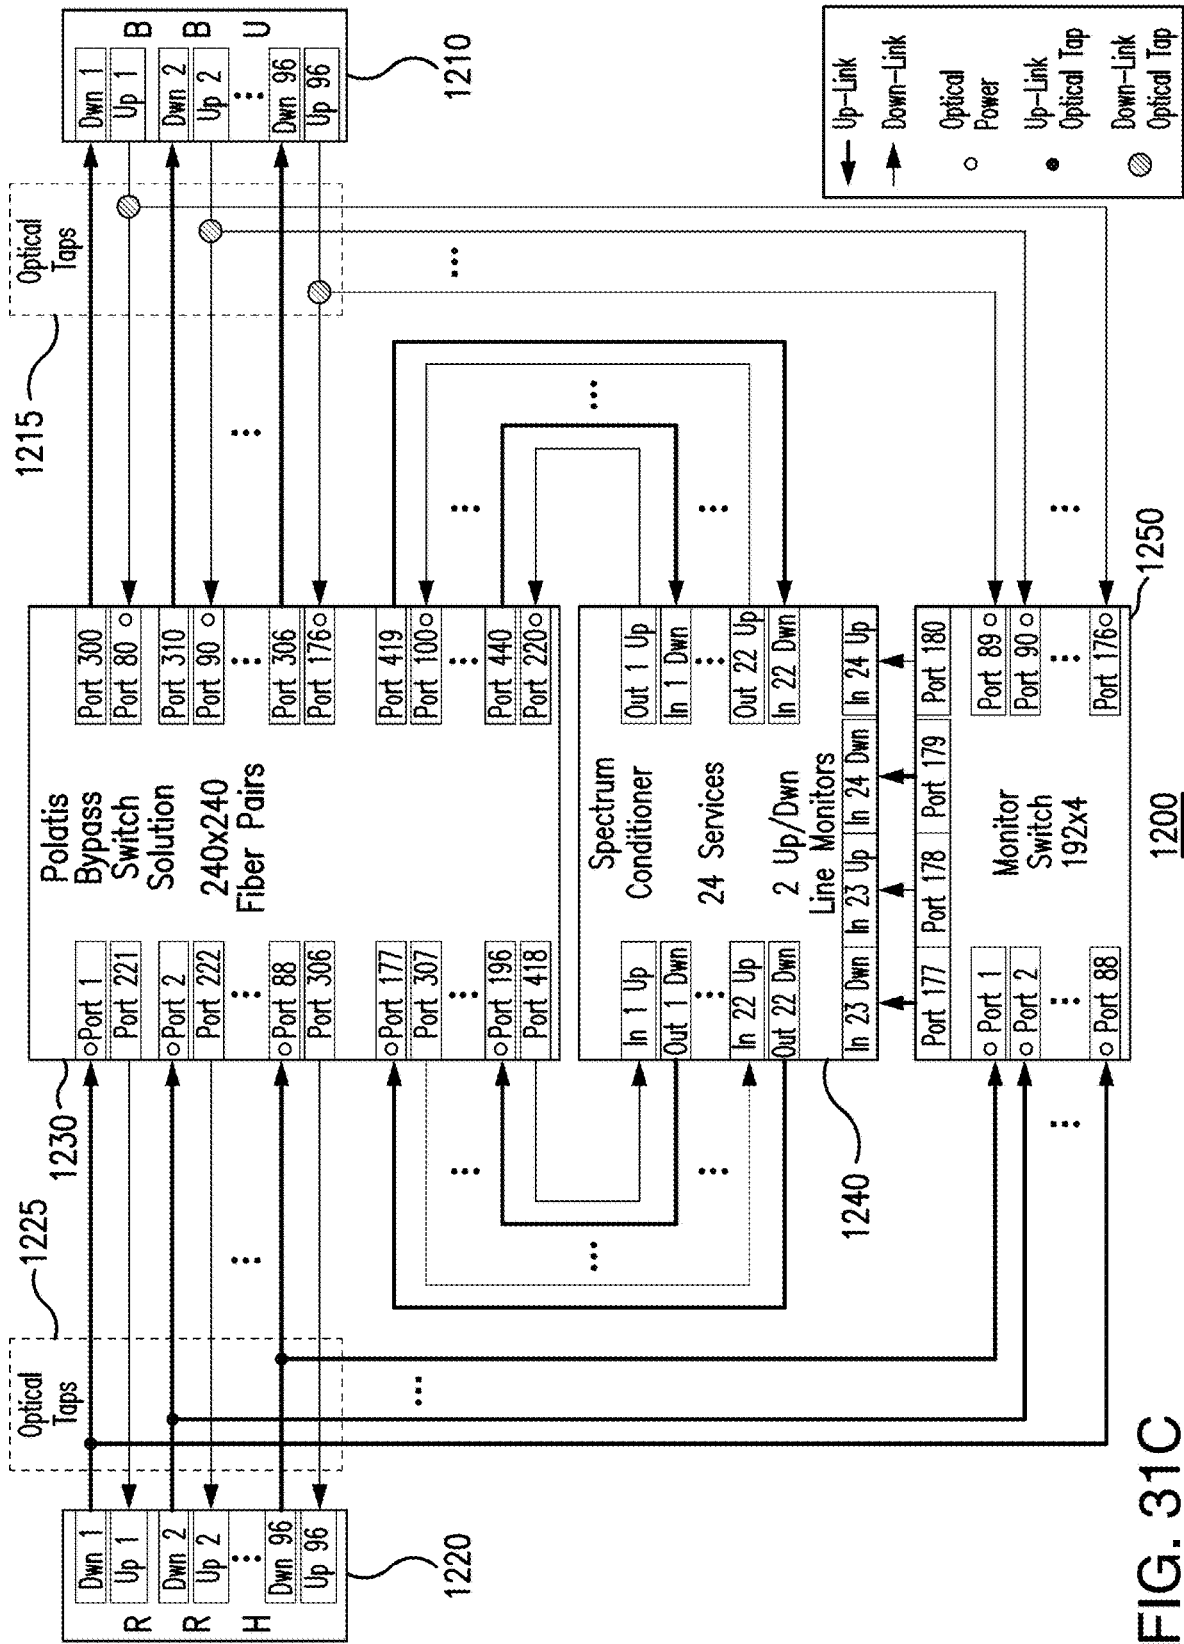 Dwn 1
Up 1
Dwn 2
Up 2
Dwn 96
Up 96
R
R
H
1220
Optical
Taps
1225
1230
Polatis
Bypass
Switch
Solution
240x240
Fiber Pairs
Port 1
Port 221
Port 2
Port 222
Port 88
Port 306
Port 177
Port 307
Port 196
Port 418
Port 300
Port 80
Port 310
Port 90
Port 306
Port 176
Port 419
Port 100
Port 440
Port 220
Optical
Taps
1215
Dwn 1
Up 1
Dwn 2
Up 2
Dwn 96
Up 96
B
B
U
1210
Spectrum
Conditioner
24 Services
2 Up/Dwn
Line Monitors
In 1 Up
Out 1 Dwn
In 22 Up
Out 22 Dwn
Out 1 Up
In 1 Dwn
Out 22 Up
In 22 Dwn
In 23 Dwn
In 23 Up
In 24 Dwn
In 24 Up
1240
Port 177
Port 178
Port 179
Port 180
Port 1
Port 2
Port 88
Monitor
Switch
192x4
Port 89
Port 90
Port 176
1250
1200
Up-Link
Down-Link
Optical
Power
Up-Link
Optical Tap
Down-Link
Optical Tap
FIG. 31C